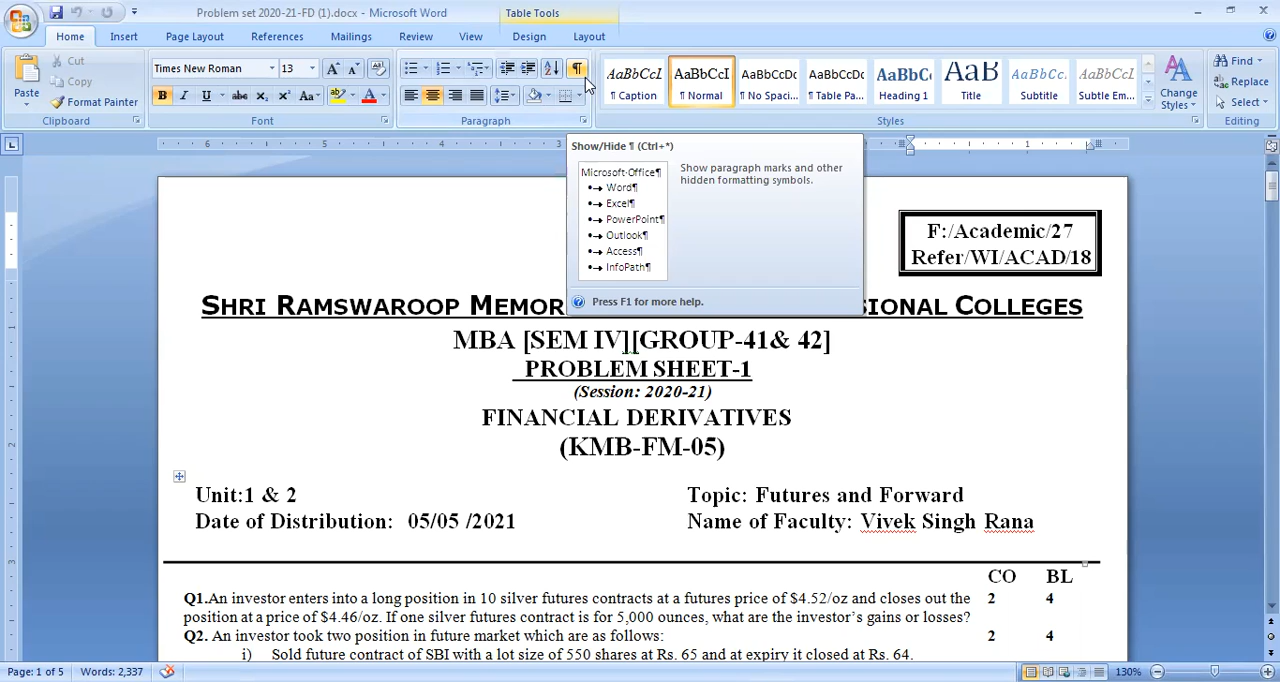 Problem set 2020-21-FD (1).docx - Microsoft Word
Table Tools
Home Insert Page Layout References Mailings Review View Design Layout
Paste
Cut
Copy
Format Painter
Clipboard
Times New Roman 13
B I U abc X₂ X² Aa
Font
Paragraph
AaBbCcI AaBbCcI AaBbCcDc AaBbCcDc AaBbC AaB AaBbCcI AaBbCcI
¶ Caption ¶ Normal ¶ No Spaci... ¶ Table Pa... Heading 1 Title Subtitle Subtle Em...
Change Styles
Styles
Find
Replace
Select
Editing
Show/Hide ¶ (Ctrl+*)
Microsoft·Office¶
Word¶
Excel¶
PowerPoint¶
Outlook¶
Access¶
InfoPath¶
Show paragraph marks and other
hidden formatting symbols.
Press F1 for more help.
F:/Academic/27
Refer/WI/ACAD/18
SHRI RAMSWAROOP MEMOR SIONAL COLLEGES
MBA [SEM IV][GROUP-41& 42]
PROBLEM SHEET-1
(Session: 2020-21)
FINANCIAL DERIVATIVES
(KMB-FM-05)
Unit:1 & 2 Topic: Futures and Forward
Date of Distribution: 05/05 /2021 Name of Faculty: Vivek Singh Rana
CO BL
Q1.An investor enters into a long position in 10 silver futures contracts at a futures price of $4.52/oz and closes out the 2 4
position at a price of $4.46/oz. If one silver futures contract is for 5,000 ounces, what are the investor's gains or losses?
Q2. An investor took two position in future market which are as follows: 2 4
i) Sold future contract of SBI with a lot size of 550 shares at Rs. 65 and at expiry it closed at Rs. 64.
Page: 1 of 5 Words: 2,337 130%